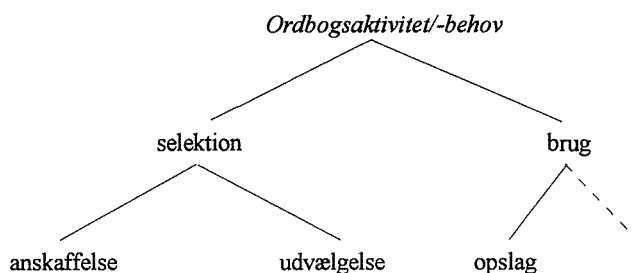 Ordbogsaktivitet/-behov
selektion brug
anskaffelse udvælgelse opslag